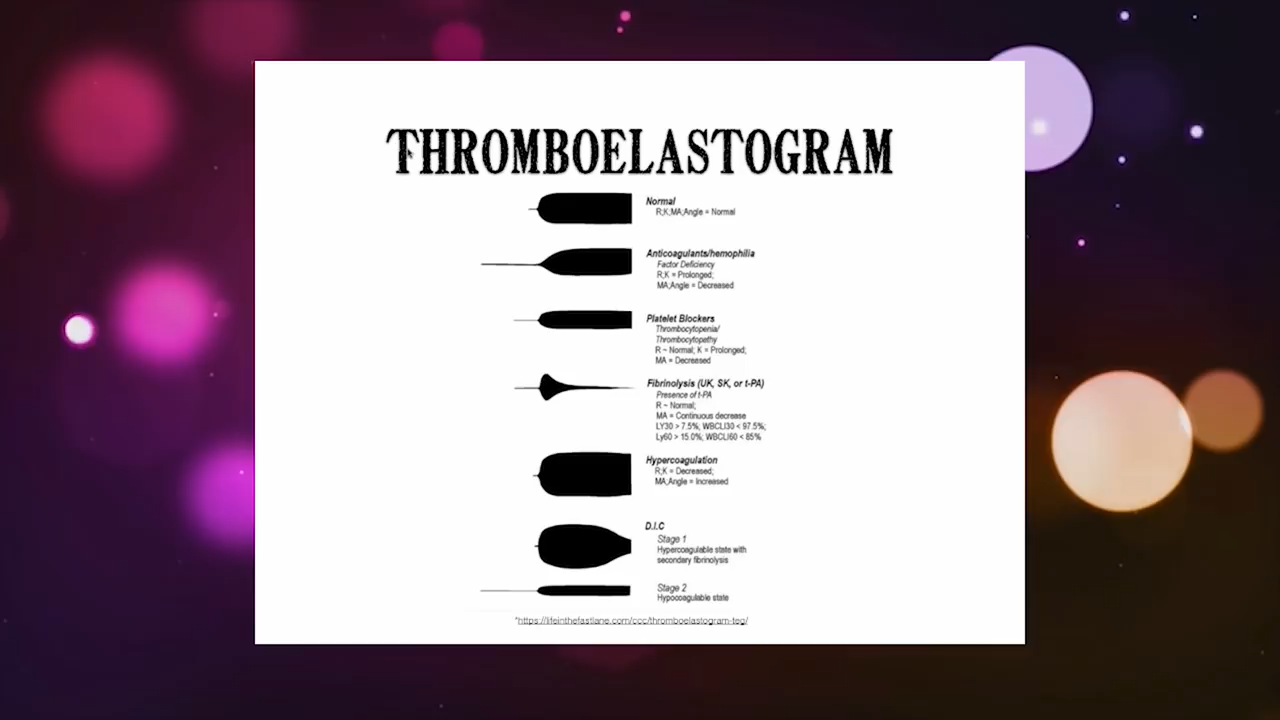 THROMBOELASTOGRAM
Normal
R;K;MA;Angle = Normal
Anticoagulants/hemophilia
Factor Deficiency
R;K = Prolonged;
MA;Angle = Decreased
Platelet Blockers
Thrombocytopenia/
Thrombocytopathy
R ~ Normal; K = Prolonged;
MA = Decreased
Fibrinolysis (UK, SK, or t-PA)
Presence of t-PA
R ~ Normal;
MA = Continuous decrease
LY30 > 7.5%; WBCLI30 < 97.5%;
Ly60 > 15.0%; WBCLI60 < 85%
Hypercoagulation
R;K = Decreased;
MA;Angle = Increased
D.I.C
Stage 1
Hypercoagulable state with
secondary fibrinolysis
Stage 2
Hypocoagulable state
*https://lifeinthefastlane.com/ccc/thromboelastogram-teg/